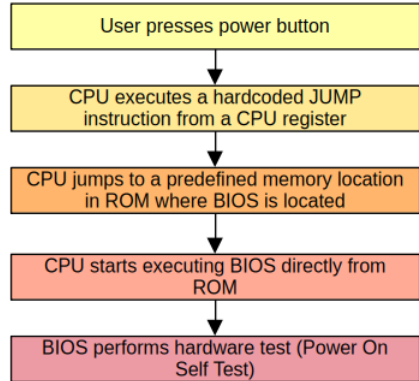 User presses power button
CPU executes a hardcoded JUMP
instruction from a CPU register
CPU jumps to a predefined memory location
in ROM where BIOS is located
CPU starts executing BIOS directly from
ROM
BIOS performs hardware test (Power On
Self Test)